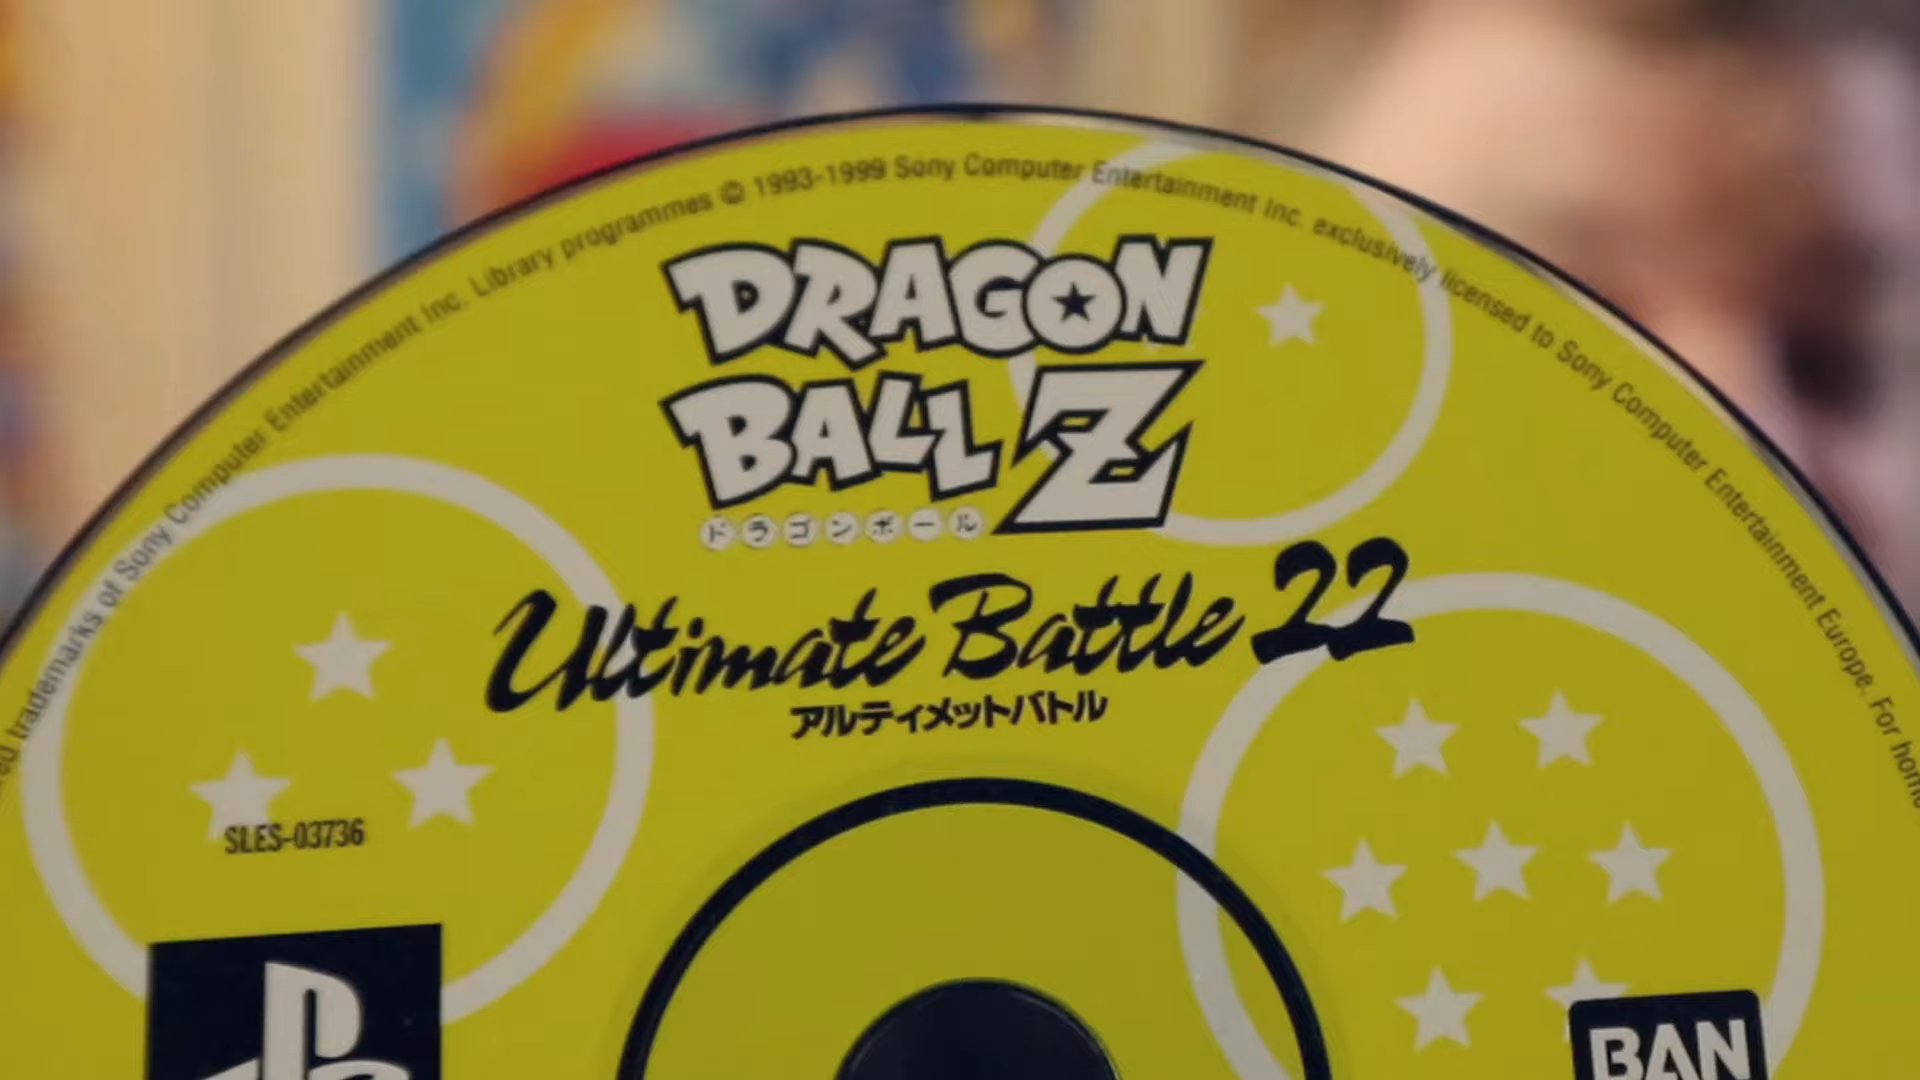 trademarks of Sony Computer Entertainment Inc. Library programmes © 1993-1999 Sony Computer Entertainment Inc. exclusively licensed to Sony Computer Entertainment Europe. For home
DRAGON
BALL Z
ドラゴンボール
Ultimate Battle 22
アルティメットバトル
SLES-03736
BAN